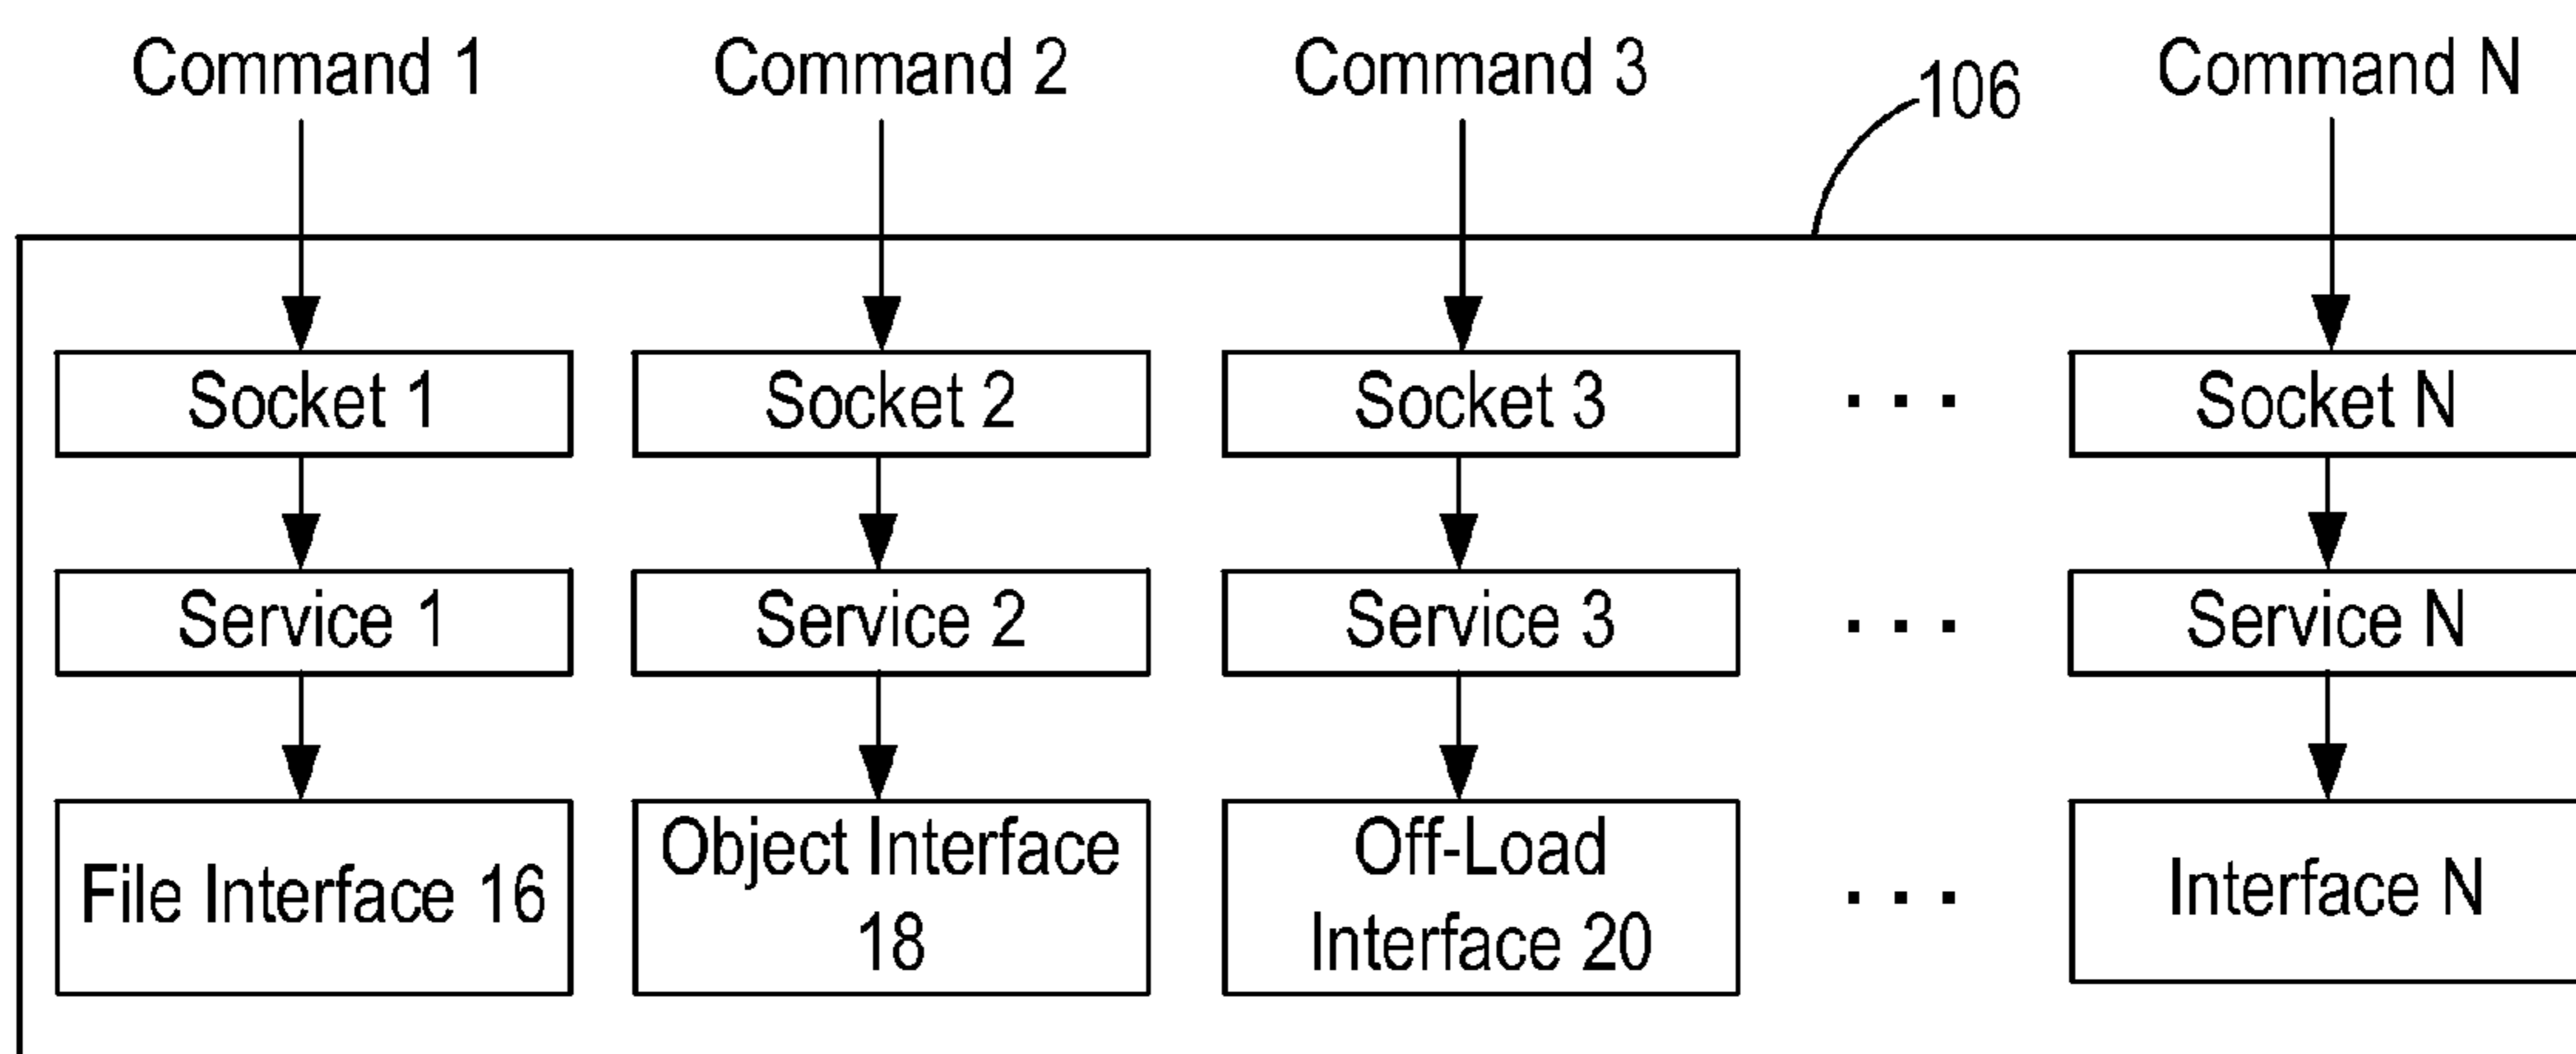 Command 1
Command 2
Command 3
106
Command N
Socket 1
Socket 2
Socket 3
. . .
Socket N
Service 1
Service 2
Service 3
. . .
Service N
File Interface 16
Object Interface
18
Off-Load
Interface 20
. . .
Interface N